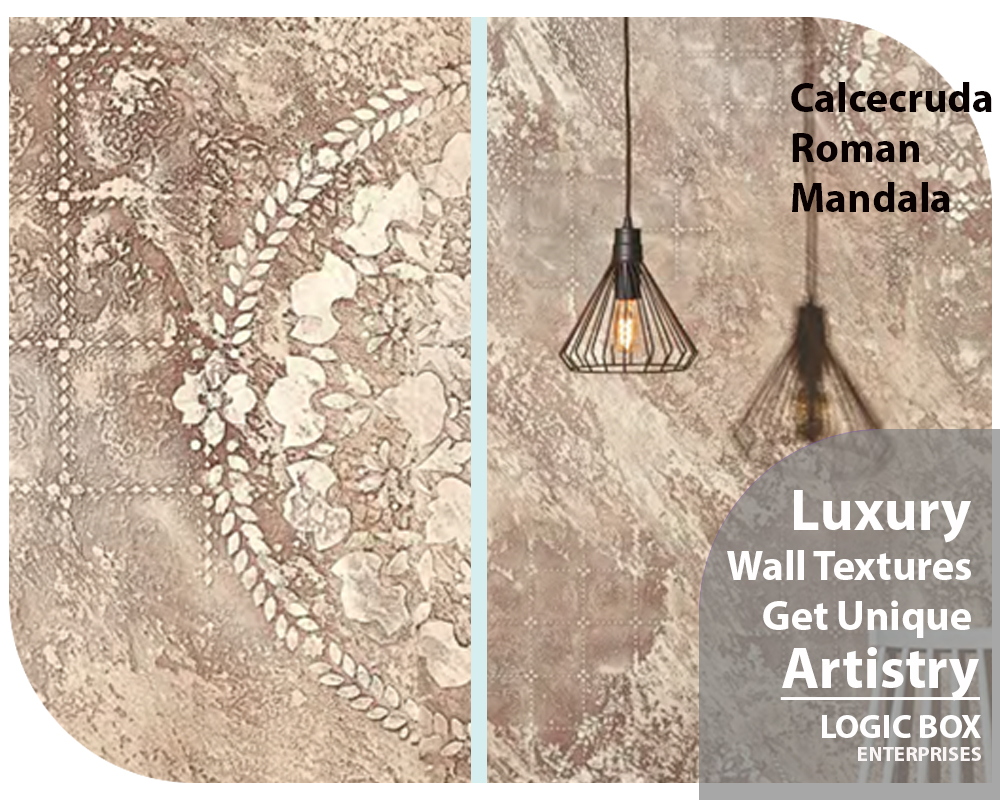 Calcecruda
Roman
Mandala
Luxury
Wall Textures
Get Unique
Artistry
LOGIC BOX
ENTERPRISES